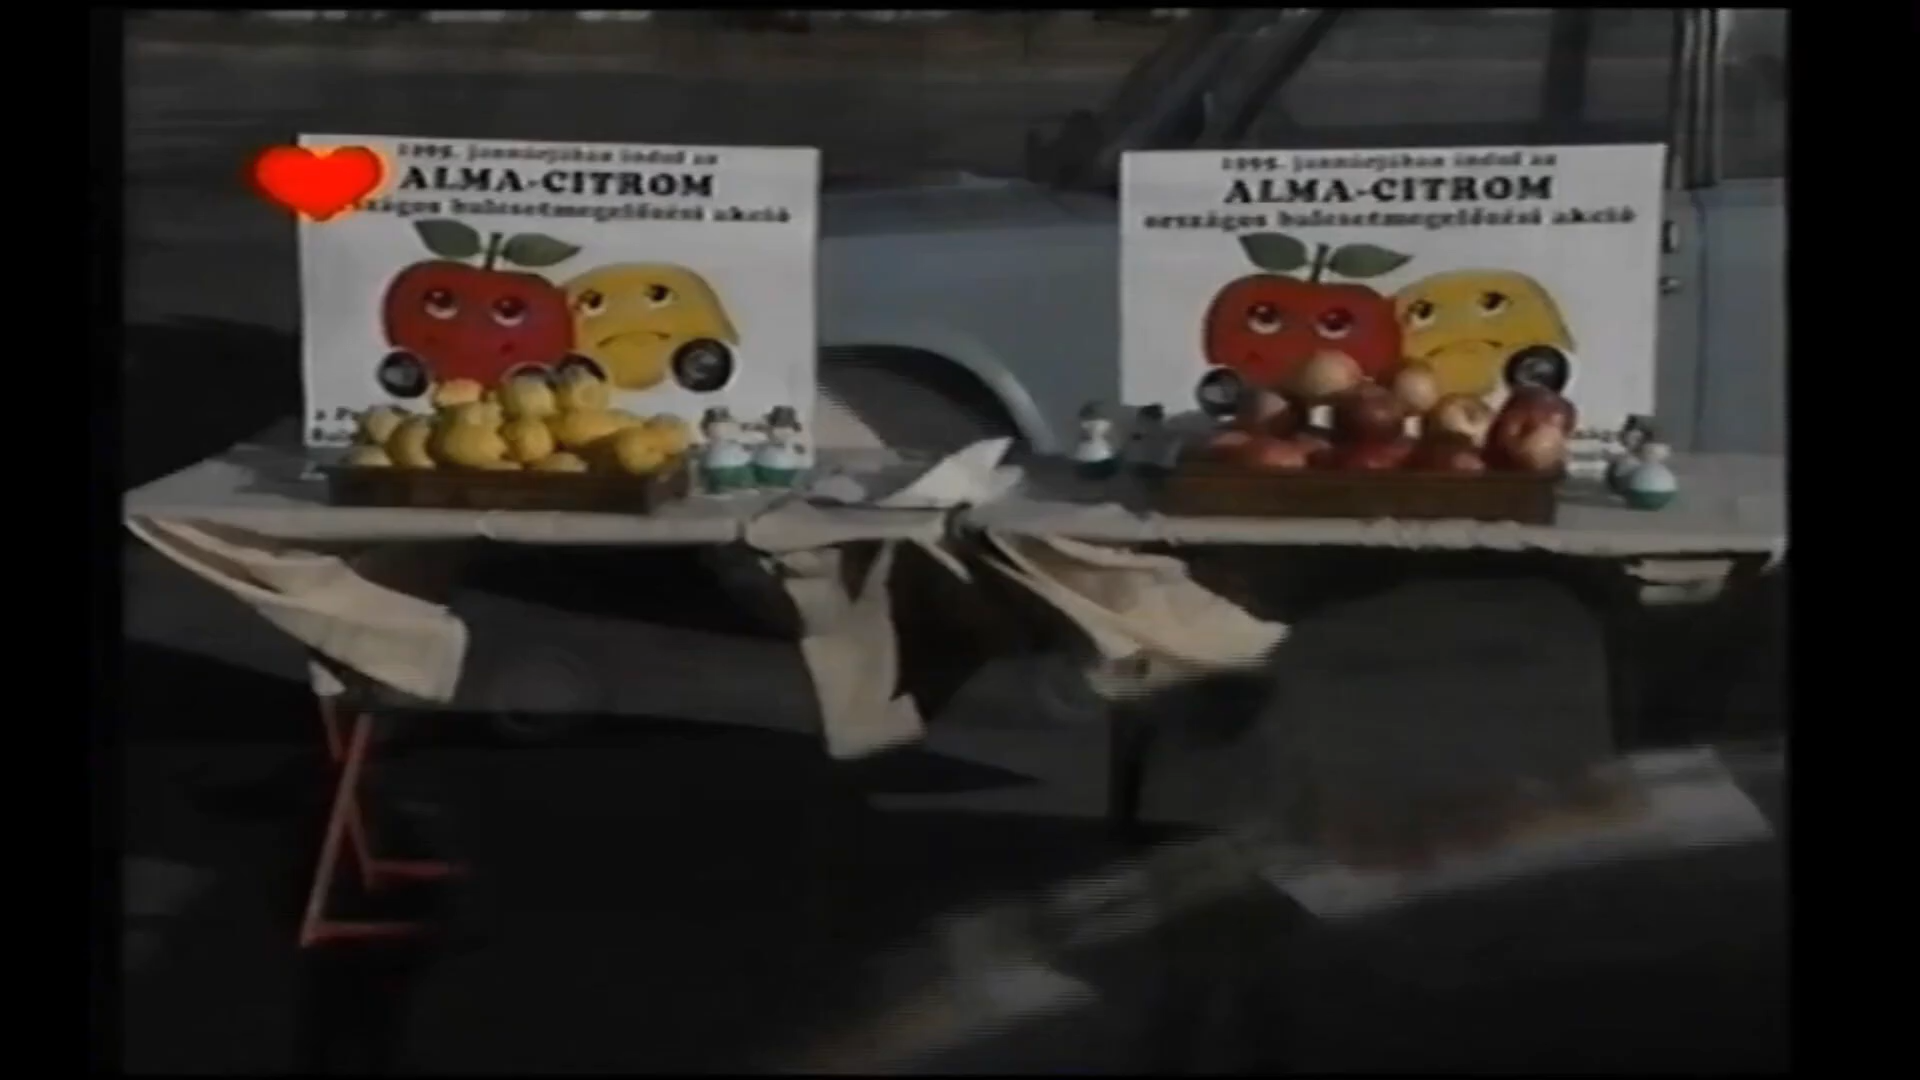 1995. januárjában indul az
ALMA-CITROM
országos balesetmegelőzési akció
1995. januárjában indul az
ALMA-CITROM
országos balesetmegelőzési akció